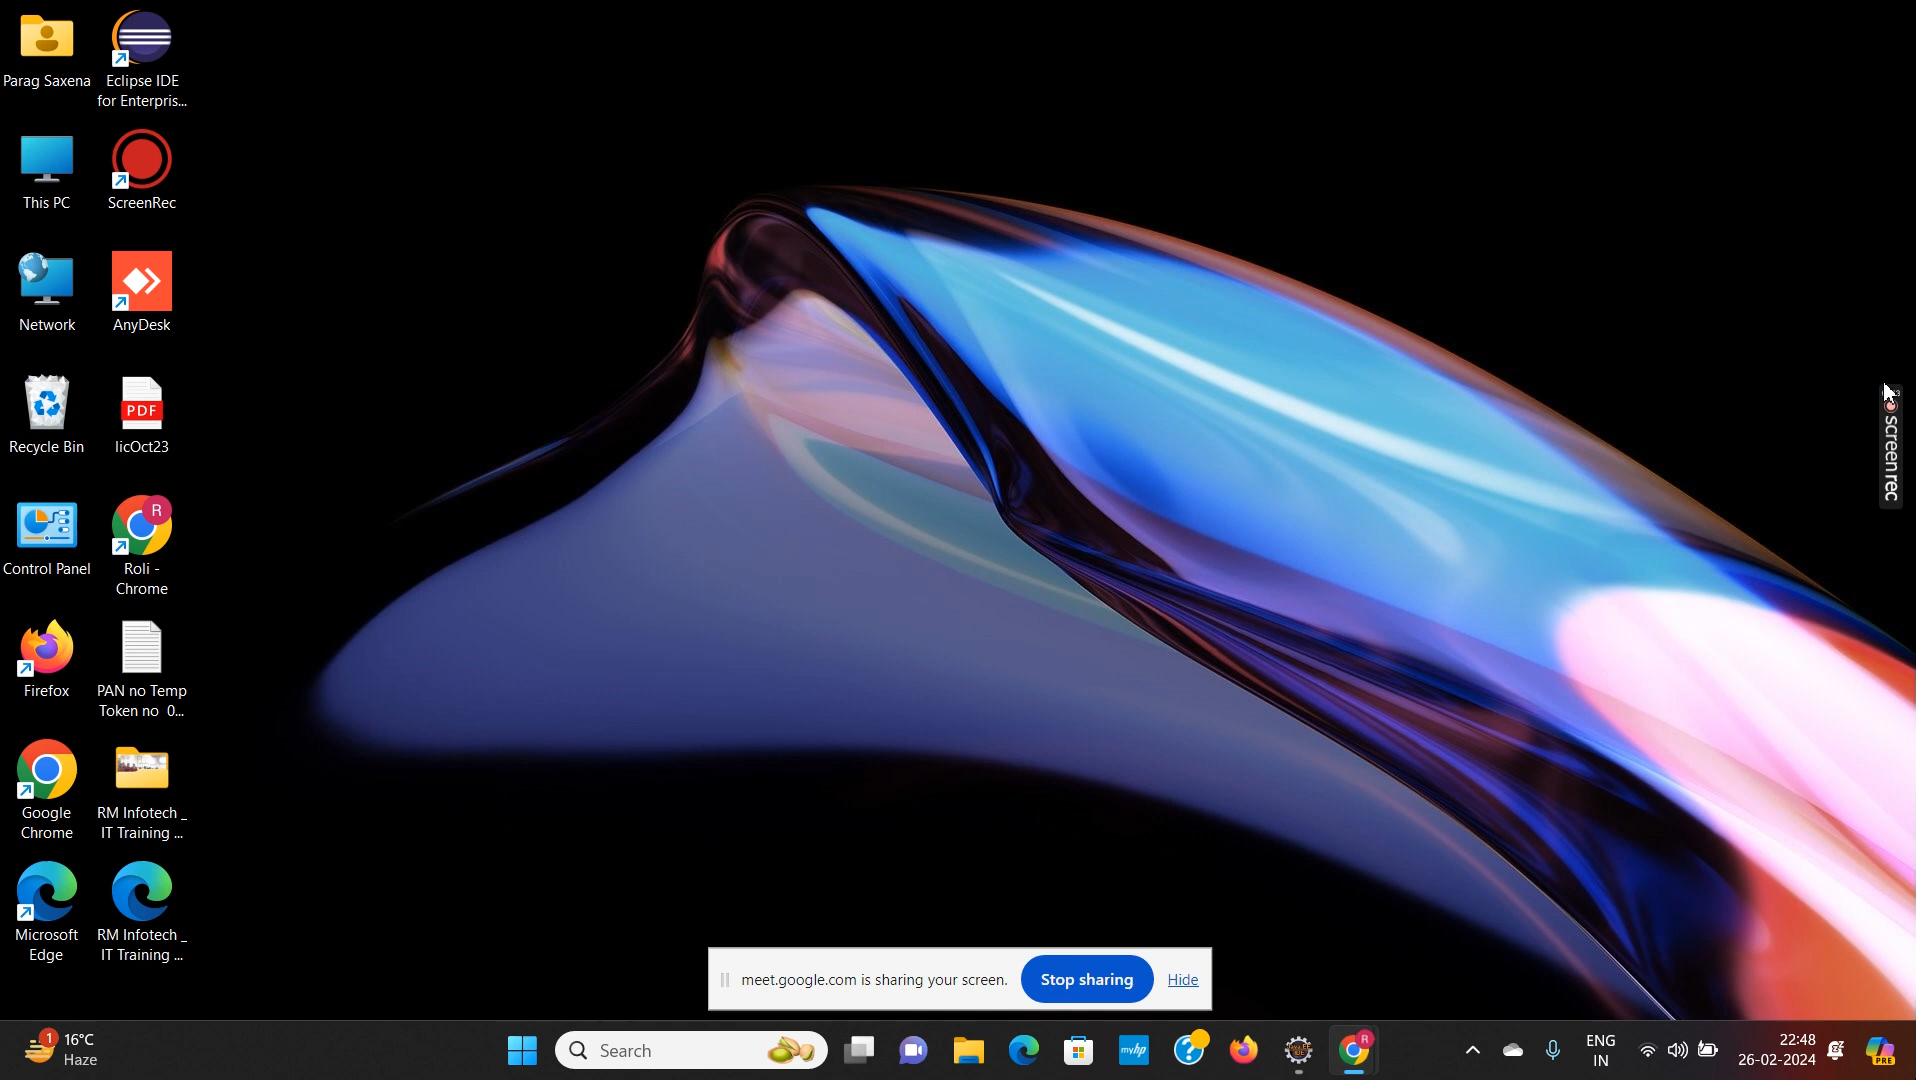 Parag Saxena
Eclipse IDE
for Enterpris...
This PC
ScreenRec
Network
AnyDesk
Recycle Bin
PDF
licOct23
Control Panel
R
Roli -
Chrome
Firefox
PAN no Temp
Token no 0...
Google
Chrome
RM Infotech _
IT Training ...
Microsoft
Edge
RM Infotech _
IT Training ...
screenrec
meet.google.com is sharing your screen.
Stop sharing
Hide
1
16°C
Haze
Search
myhp
R
ENG
IN
22:48
26-02-2024
PRE